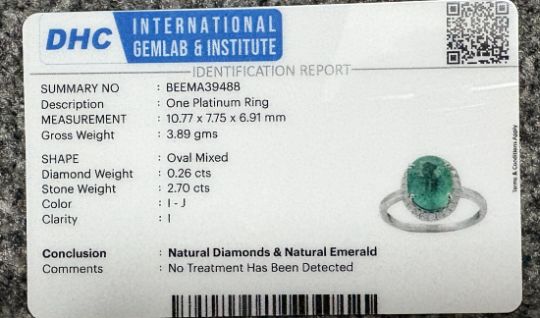 DHC INTERNATIONAL
GEMLAB & INSTITUTE
IDENTIFICATION REPORT
SUMMARY NO : BEEMA39488
Description : One Platinum Ring
MEASUREMENT : 10.77 x 7.75 x 6.91 mm
Gross Weight : 3.89 gms
SHAPE : Oval Mixed
Diamond Weight : 0.26 cts
Stone Weight : 2.70 cts
Color : I - J
Clarity : I
Conclusion : Natural Diamonds & Natural Emerald
Comments : No Treatment Has Been Detected
Terms & Conditions Apply